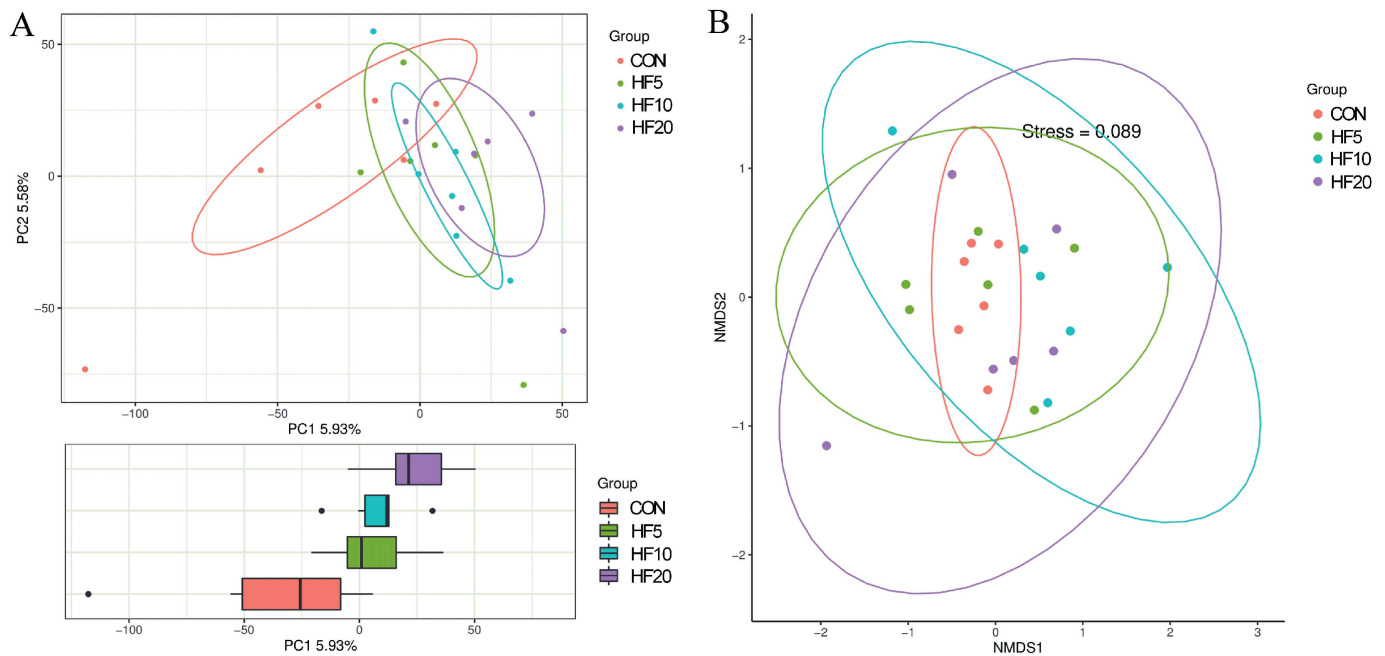 A
50
0
−50
PC2 5.58%
−100
−50
0
50
PC1 5.93%
Group
CON
HF5
HF10
HF20
−100
−50
0
50
PC1 5.93%
Group
CON
HF5
HF10
HF20
B
2
1
0
−1
−2
NMDS2
Stress = 0.089
−2
−1
0
1
2
3
NMDS1
Group
CON
HF5
HF10
HF20